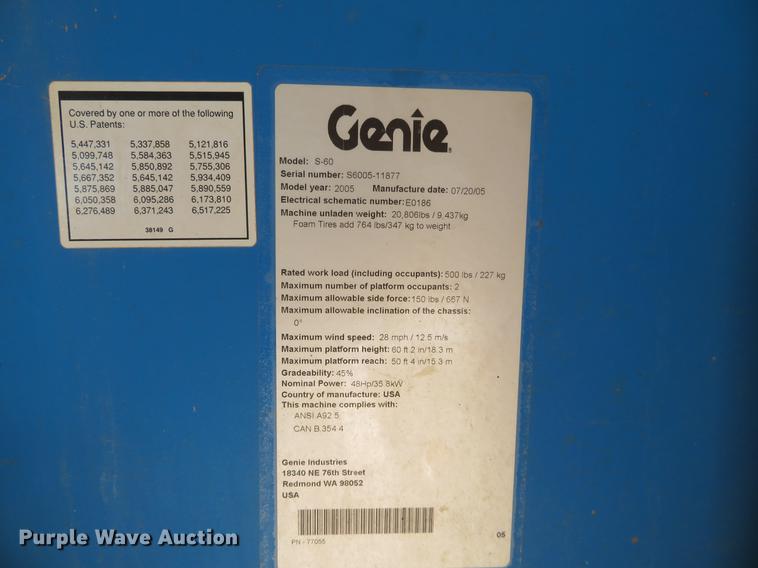 Covered by one or more of the following
U.S. Patents:
5,447,331 5,337,858 5,121,816
5,099,748 5,584,363 5,515,945
5,645,142 5,850,892 5,755,306
5,667,352 5,645,142 5,934,409
5,875,869 5,885,047 5,890,559
6,050,358 6,095,286 6,173,810
6,276,489 6,371,243 6,517,225
38149 G
Genie
Model: S-60
Serial number: S6005-11877
Model year: 2005 Manufacture date: 07/20/05
Electrical schematic number: E0186
Machine unladen weight: 20,806lbs / 9,437kg
Foam Tires add 764 lbs/347 kg to weight
Rated work load (including occupants): 500 lbs / 227 kg
Maximum number of platform occupants: 2
Maximum allowable side force: 150 lbs / 667 N
Maximum allowable inclination of the chassis:
0°
Maximum wind speed: 28 mph / 12.5 m/s
Maximum platform height: 60 ft 2 in/18.3 m
Maximum platform reach: 50 ft 4 in/15.3 m
Gradeability: 45%
Nominal Power: 48Hp/35.8kW
Country of manufacture: USA
This machine complies with:
ANSI A92.5
CAN B.354.4
Genie Industries
18340 NE 76th Street
Redmond WA 98052
USA
PN - 77055
05
Purple Wave Auction